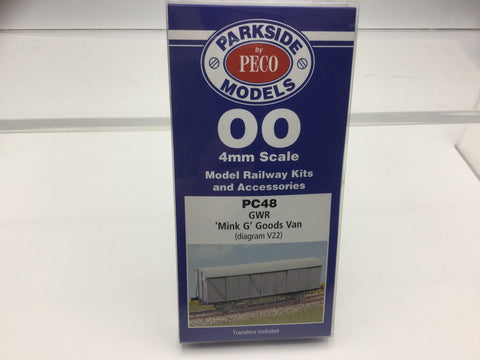 PARKSIDE
by
PECO
MODELS
OO
4mm Scale
Model Railway Kits
and Accessories
PC48
GWR
‘Mink G’ Goods Van
(diagram V22)
Transfers included